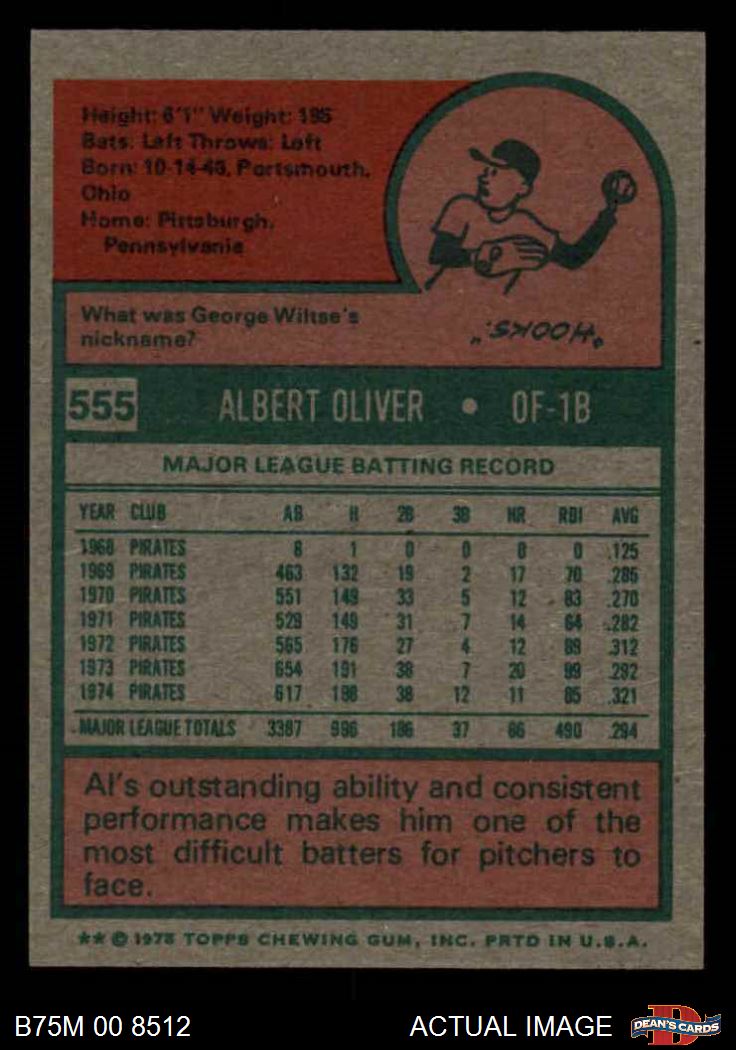 Height: 6'1" Weight: 195
Bats: Left Throws: Left
Born: 10-14-46, Portsmouth,
Ohio
Home: Pittsburgh,
Pennsylvania
What was George Wiltse's
nickname?
"HOOKS."
555 ALBERT OLIVER • OF-1B
MAJOR LEAGUE BATTING RECORD
YEAR CLUB AB H 2B 3B HR RBI AVG
1968 PIRATES 8 1 0 0 0 0 .125
1969 PIRATES 463 132 19 2 17 70 .285
1970 PIRATES 551 149 33 5 12 83 .270
1971 PIRATES 529 149 31 7 14 64 .282
1972 PIRATES 565 176 27 4 12 89 .312
1973 PIRATES 654 191 38 7 20 99 .292
1974 PIRATES 617 198 38 12 11 85 .321
MAJOR LEAGUE TOTALS 3387 996 186 37 86 490 .294
Al's outstanding ability and consistent
performance makes him one of the
most difficult batters for pitchers to
face.
** © 1975 TOPPS CHEWING GUM, INC. PRTD IN U.S.A.
B75M 00 8512 ACTUAL IMAGE DEAN'S CARDS